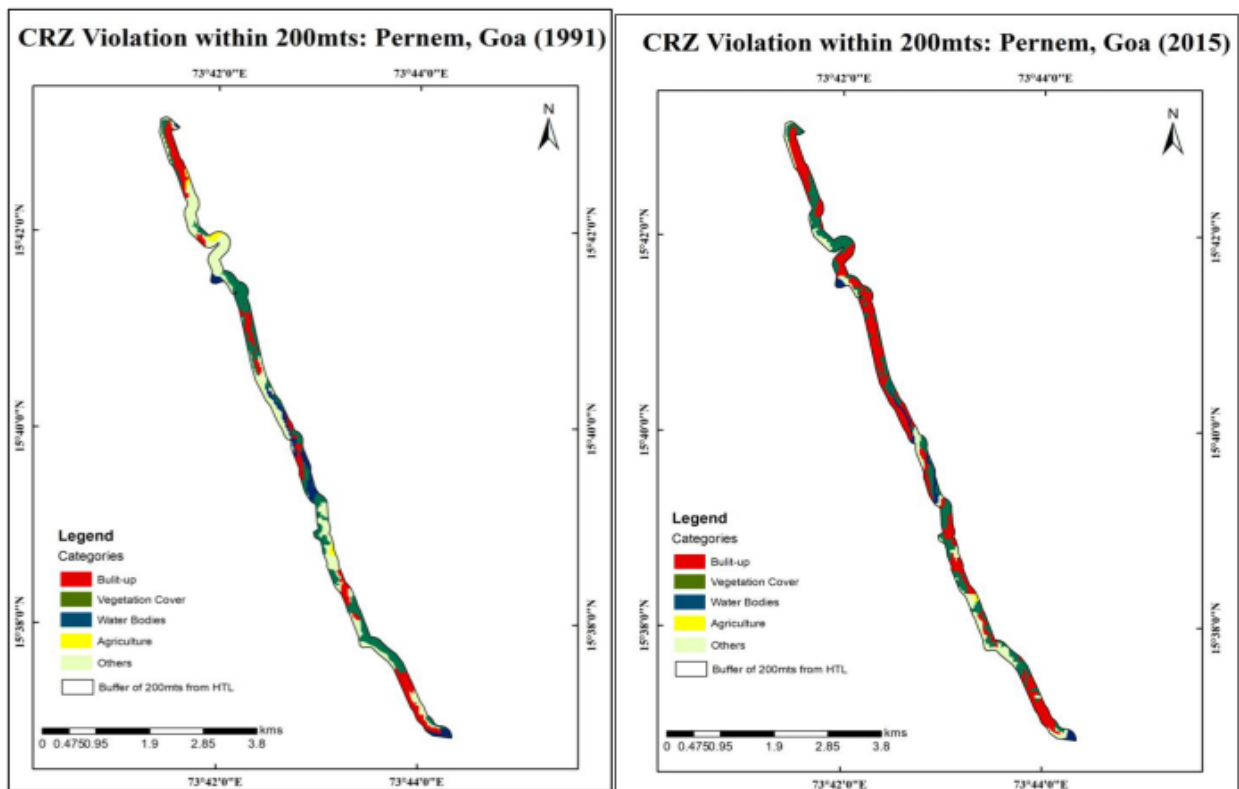 CRZ Violation within 200mts: Pernem, Goa (1991)
73°42'0"E 73°44'0"E
N
15°42'0"N 15°42'0"N
15°40'0"N 15°40'0"N
Legend
Categories
Bulit-up
Vegetation Cover
Water Bodies
Agriculture
Others
Buffer of 200mts from HTL
15°38'0"N 15°38'0"N
kms
0 0.475 0.95 1.9 2.85 3.8
73°42'0"E 73°44'0"E
CRZ Violation within 200mts: Pernem, Goa (2015)
73°42'0"E 73°44'0"E
N
15°42'0"N 15°42'0"N
15°40'0"N 15°40'0"N
Legend
Categories
Bulit-up
Vegetation Cover
Water Bodies
Agriculture
Others
Buffer of 200mts from HTL
15°38'0"N 15°38'0"N
kms
0 0.475 0.95 1.9 2.85 3.8
73°42'0"E 73°44'0"E